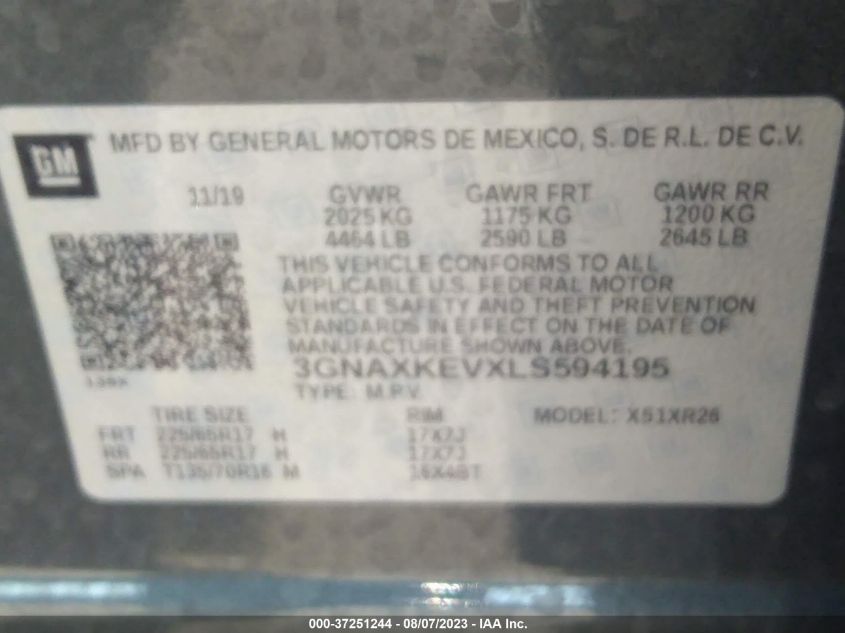 GM
MFD BY GENERAL MOTORS DE MEXICO, S. DE R.L. DE C.V.
11/19 GVWR GAWR FRT GAWR RR
2025 KG 1175 KG 1200 KG
4464 LB 2590 LB 2645 LB
THIS VEHICLE CONFORMS TO ALL
APPLICABLE U.S. FEDERAL MOTOR
VEHICLE SAFETY AND THEFT PREVENTION
STANDARDS IN EFFECT ON THE DATE OF
MANUFACTURE SHOWN ABOVE.
3GNAXKEVXLS594195
TYPE: M.P.V.
TIRE SIZE RIM MODEL: X51XR26
FRT 225/65R17 H 17X7J
RR 225/65R17 H 17X7J
SPA T135/70R16 M 16X4BT
000-37251244 - 08/07/2023 - IAA Inc.